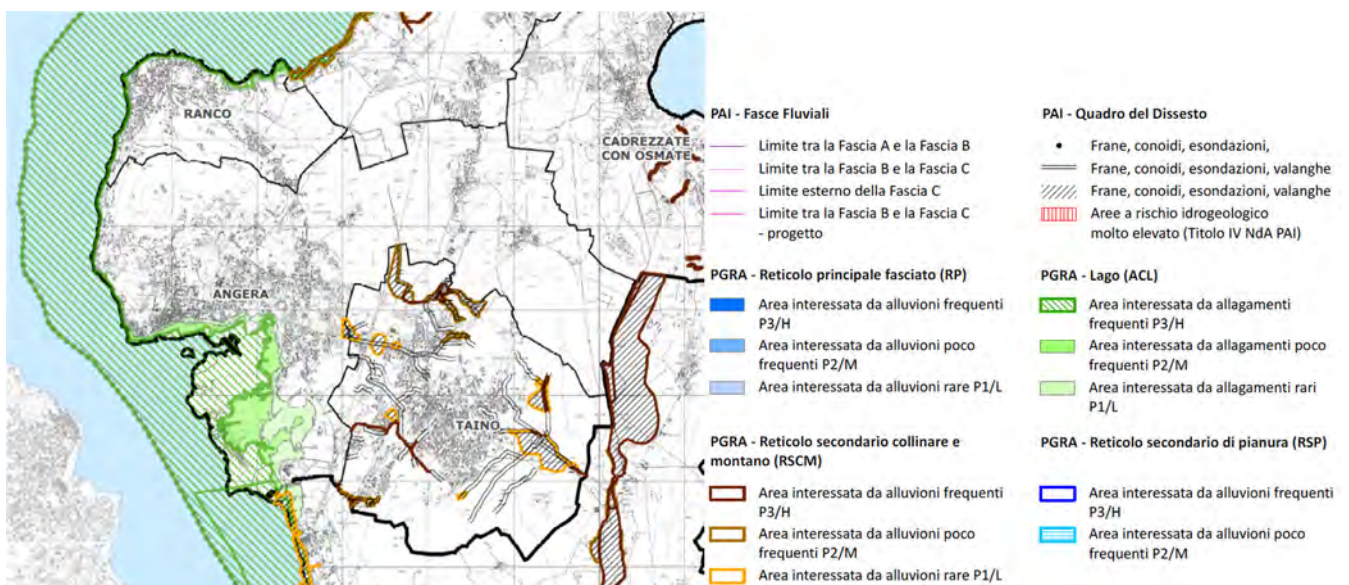 RANCO
CADREZZATE
CON OSMATE
ANGERA
TAINO
PAI - Fasce Fluviali
Limite tra la Fascia A e la Fascia B
Limite tra la Fascia B e la Fascia C
Limite esterno della Fascia C
Limite tra la Fascia B e la Fascia C
- progetto
PAI - Quadro del Dissesto
Frane, conoidi, esondazioni,
Frane, conoidi, esondazioni, valanghe
Frane, conoidi, esondazioni, valanghe
Aree a rischio idrogeologico
molto elevato (Titolo IV NdA PAI)
PGRA - Reticolo principale fasciato (RP)
Area interessata da alluvioni frequenti
P3/H
Area interessata da alluvioni poco
frequenti P2/M
Area interessata da alluvioni rare P1/L
PGRA - Lago (ACL)
Area interessata da allagamenti
frequenti P3/H
Area interessata da allagamenti poco
frequenti P2/M
Area interessata da allagamenti rari
P1/L
PGRA - Reticolo secondario collinare e
montano (RSCM)
Area interessata da alluvioni frequenti
P3/H
Area interessata da alluvioni poco
frequenti P2/M
Area interessata da alluvioni rare P1/L
PGRA - Reticolo secondario di pianura (RSP)
Area interessata da alluvioni frequenti
P3/H
Area interessata da alluvioni poco
frequenti P2/M